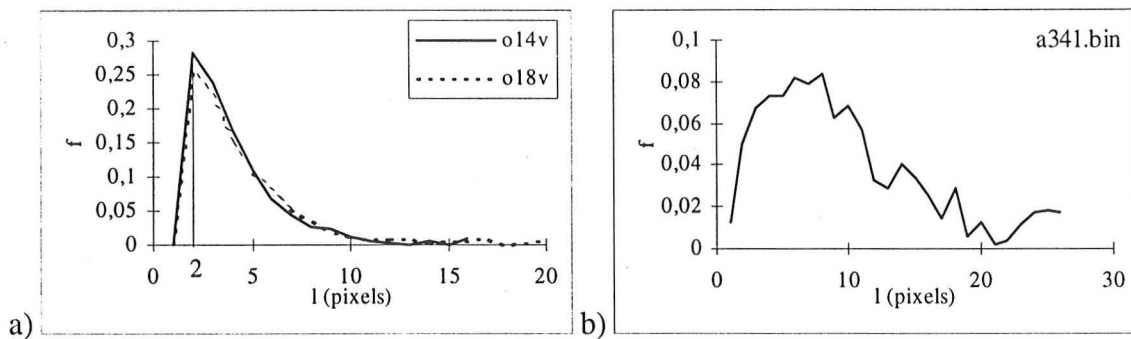 a)
0,3
0,25
0,2
0,15
0,1
0,05
0
f
0 2 5 10 15 20
l (pixels)
o14v
o18v
b)
0,1
0,08
0,06
0,04
0,02
0
f
0 10 20 30
l (pixels)
a341.bin